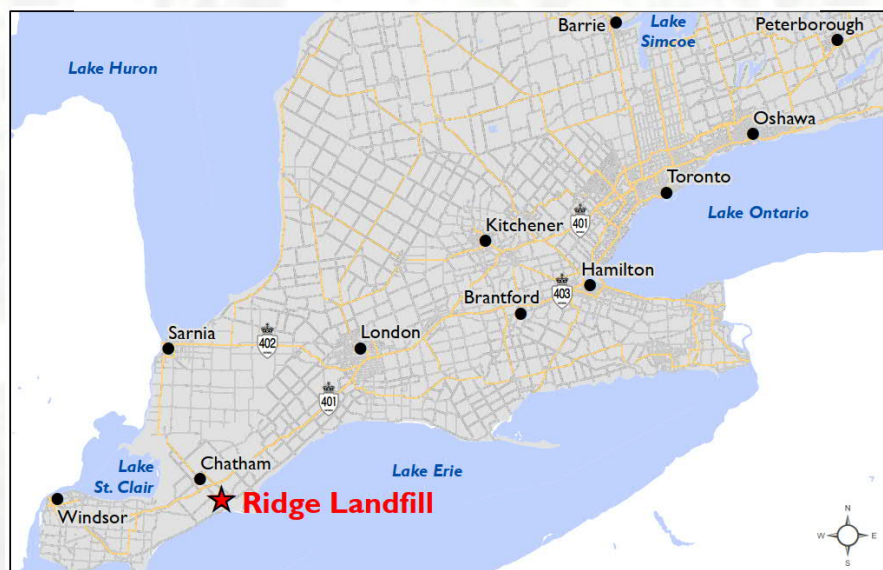 Barrie
Lake
Simcoe
Peterborough
Lake Huron
Oshawa
Toronto
Lake Ontario
Kitchener
401
Hamilton
Brantford
403
Sarnia
402
London
401
Chatham
Lake
St. Clair
Lake Erie
Windsor
Ridge Landfill
N
W
E
S